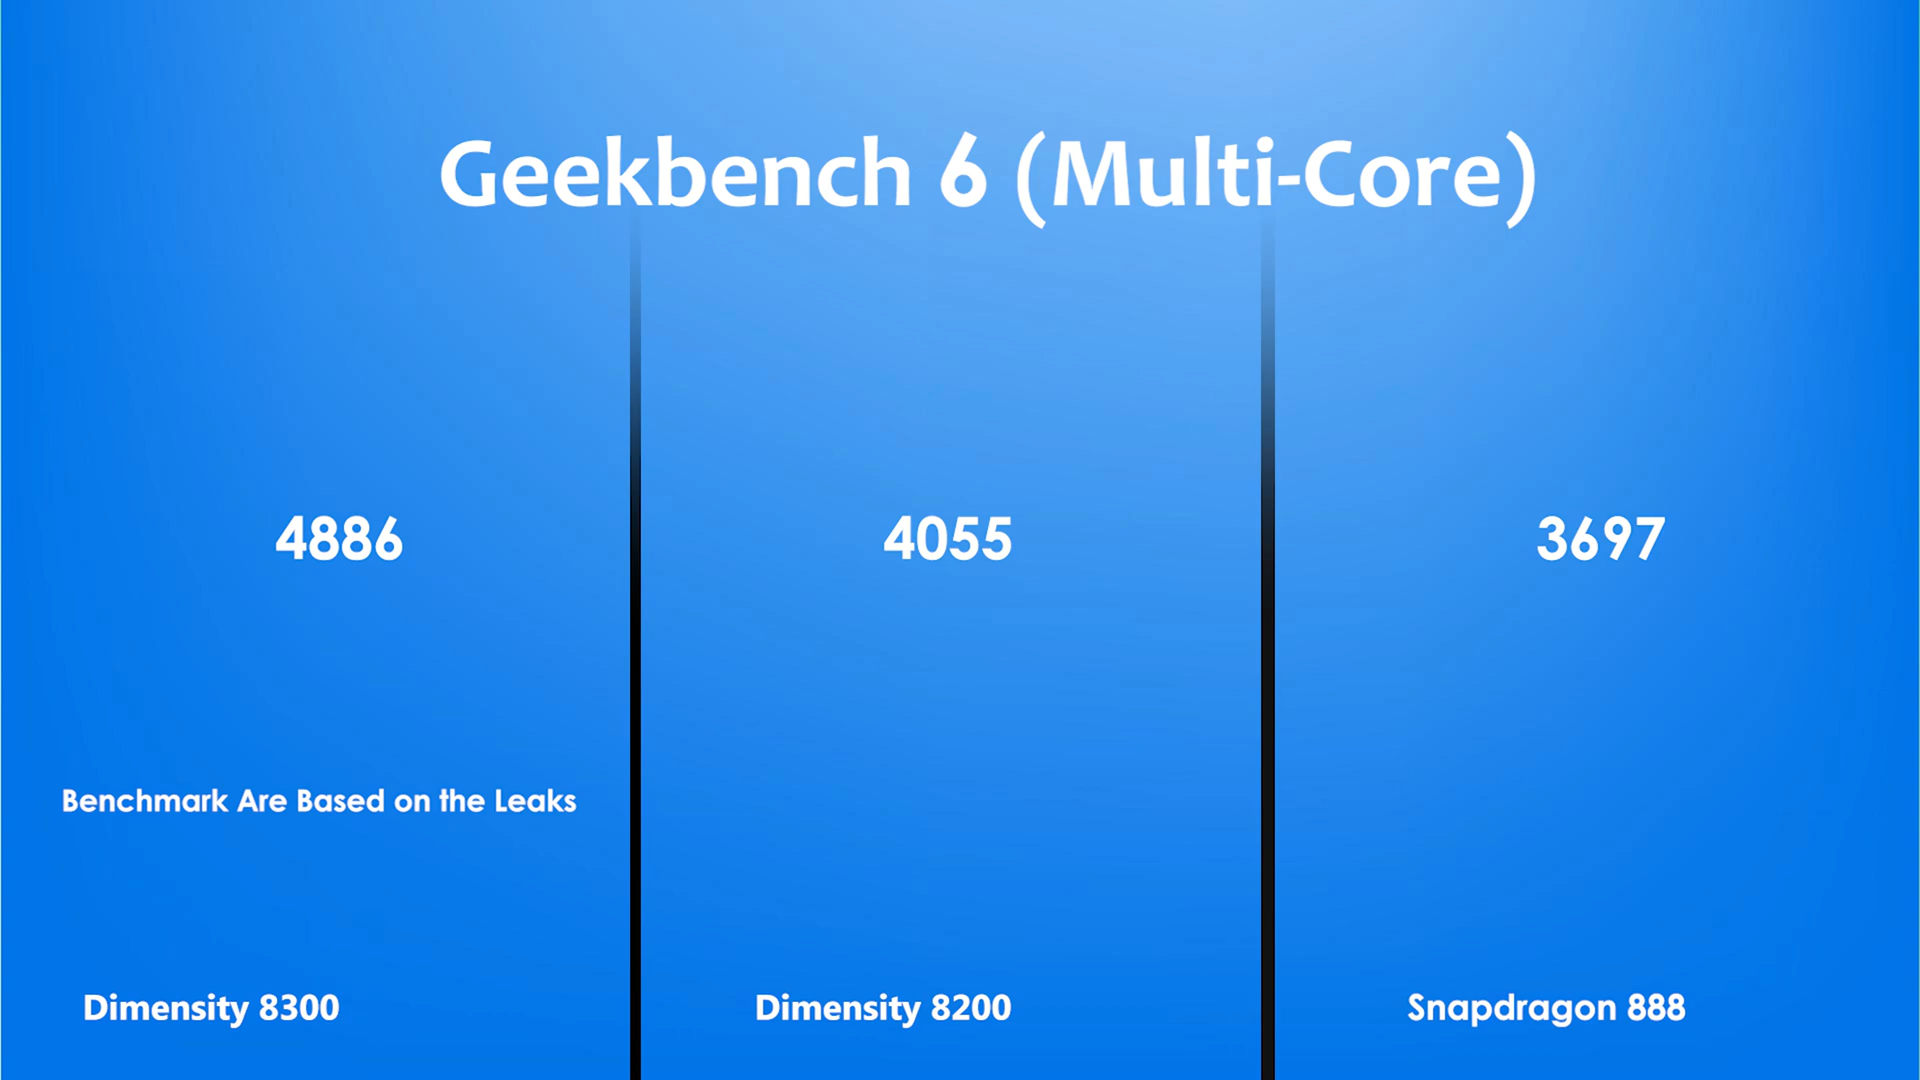 Geekbench 6 (Multi-Core)
4886
4055
3697
Benchmark Are Based on the Leaks
Dimensity 8300
Dimensity 8200
Snapdragon 888